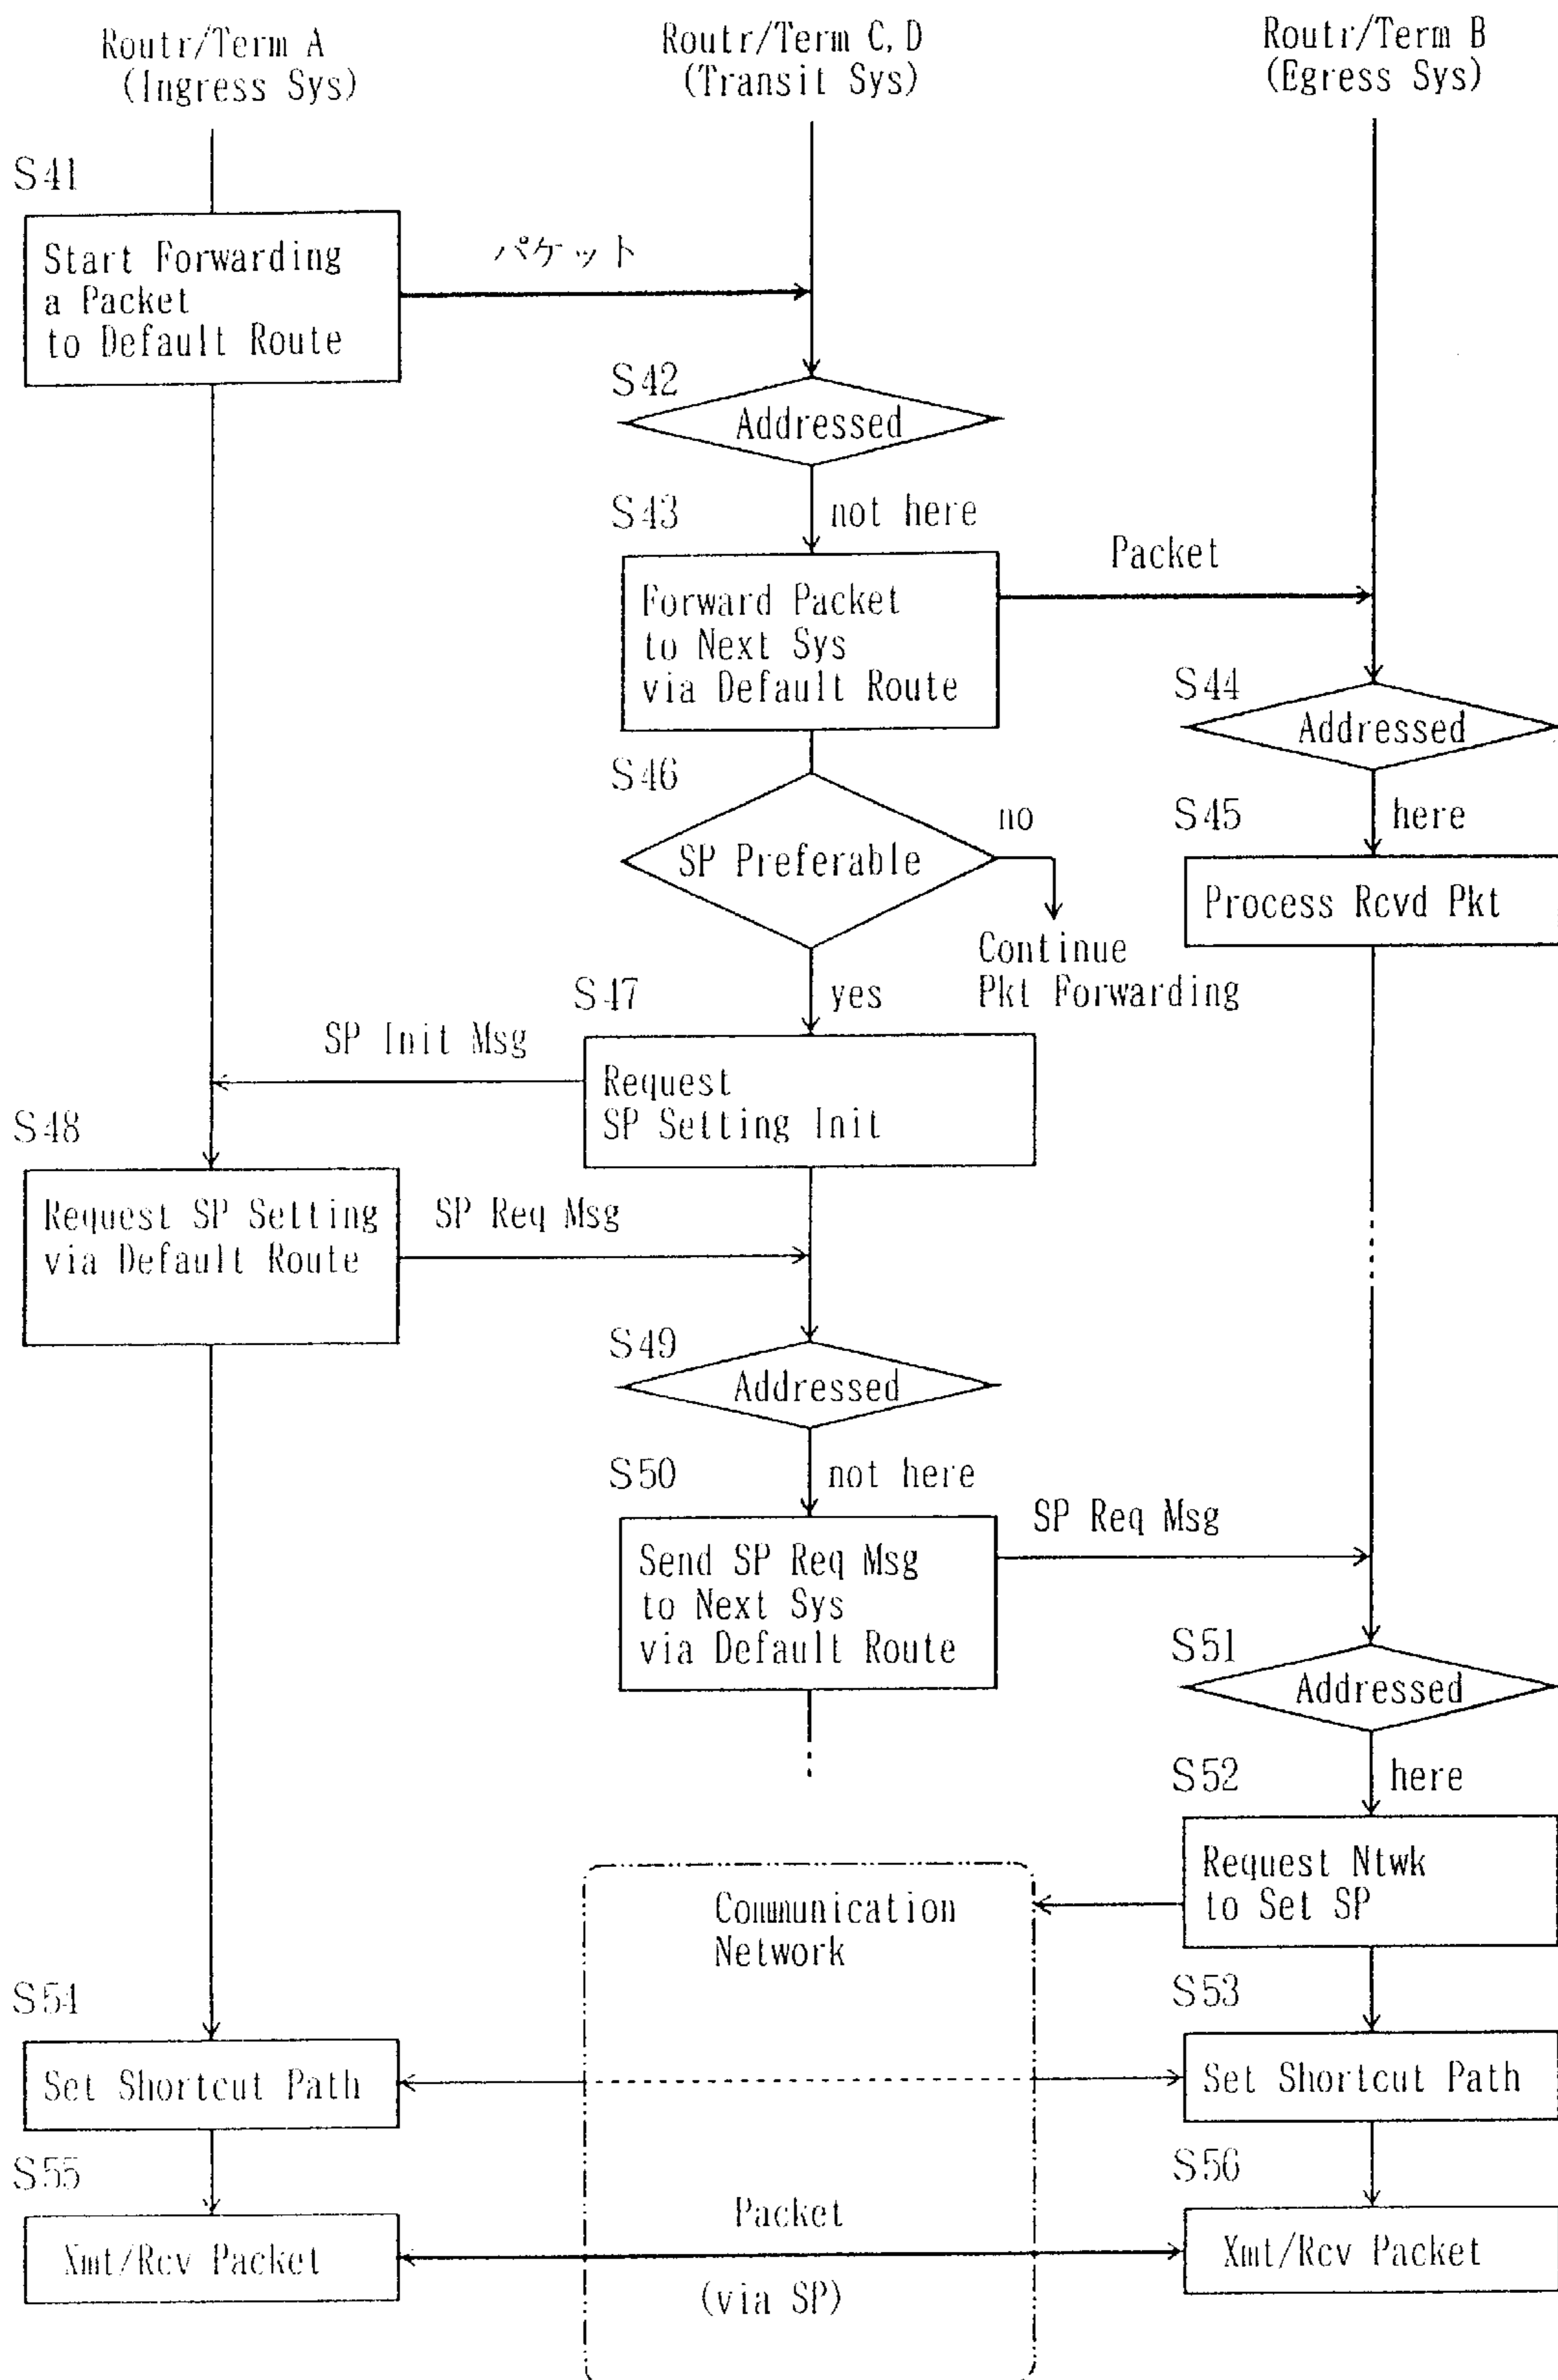 Routr/Term A
(Ingress Sys)
Routr/Term C, D
(Transit Sys)
Routr/Term B
(Egress Sys)
S41
Start Forwarding
a Packet
to Default Route
パケット
S42
Addressed
not here
S43
Forward Packet
to Next Sys
via Default Route
Packet
S44
Addressed
here
S45
Process Rcvd Pkt
S46
SP Preferable
no
Continue
Pkt Forwarding
yes
S47
Request
SP Setting Init
SP Init Msg
S48
Request SP Setting
via Default Route
SP Req Msg
S49
Addressed
not here
S50
Send SP Req Msg
to Next Sys
via Default Route
SP Req Msg
S51
Addressed
here
S52
Request Ntwk
to Set SP
Communication
Network
S53
Set Shortcut Path
S54
Set Shortcut Path
S55
Xmt/Rcv Packet
Packet
(via SP)
S56
Xmt/Rcv Packet